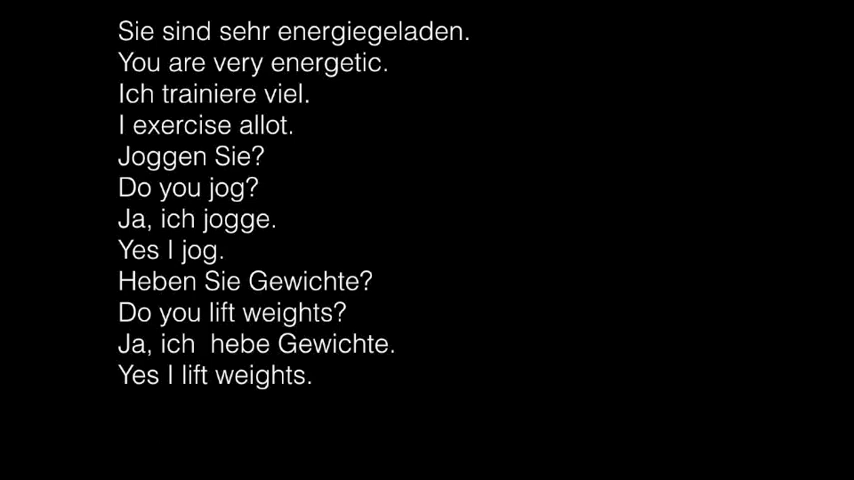 Sie sind sehr energiegeladen.
You are very energetic.
Ich trainiere viel.
I exercise allot.
Joggen Sie?
Do you jog?
Ja, ich jogge.
Yes I jog.
Heben Sie Gewichte?
Do you lift weights?
Ja, ich  hebe Gewichte.
Yes I lift weights.